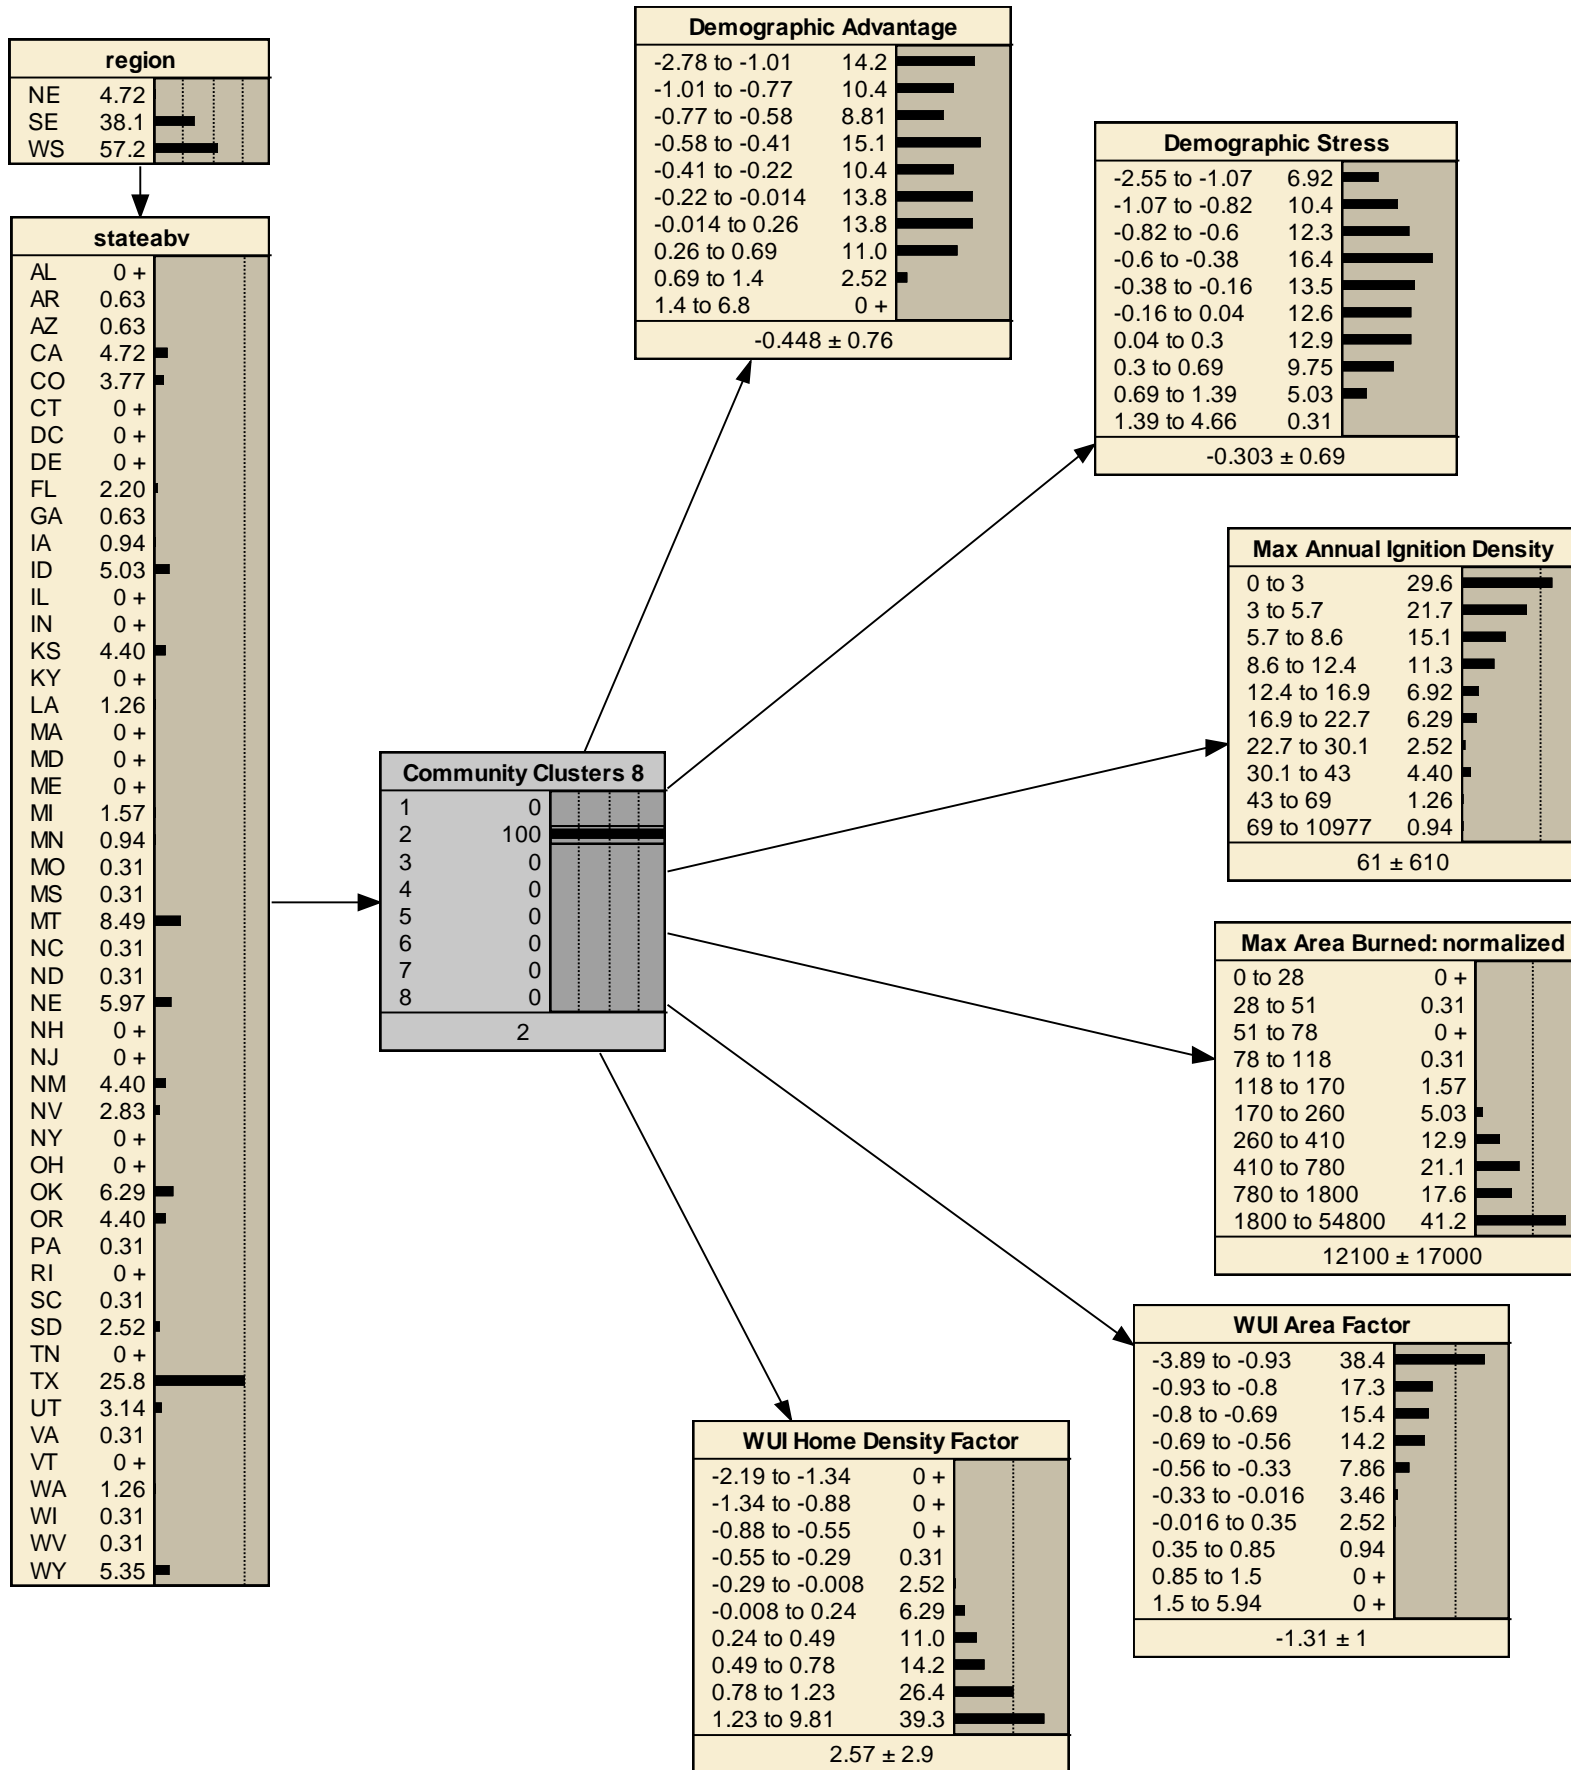 region
NE 4.72
SE 38.1
WS 57.2
stateabv
AL 0 +
AR 0.63
AZ 0.63
CA 4.72
CO 3.77
CT 0 +
DC 0 +
DE 0 +
FL 2.20
GA 0.63
IA 0.94
ID 5.03
IL 0 +
IN 0 +
KS 4.40
KY 0 +
LA 1.26
MA 0 +
MD 0 +
ME 0 +
MI 1.57
MN 0.94
MO 0.31
MS 0.31
MT 8.49
NC 0.31
ND 0.31
NE 5.97
NH 0 +
NJ 0 +
NM 4.40
NV 2.83
NY 0 +
OH 0 +
OK 6.29
OR 4.40
PA 0.31
RI 0 +
SC 0.31
SD 2.52
TN 0 +
TX 25.8
UT 3.14
VA 0.31
VT 0 +
WA 1.26
WI 0.31
WV 0.31
WY 5.35
Community Clusters 8
1 0
2 100
3 0
4 0
5 0
6 0
7 0
8 0
2
Demographic Advantage
-2.78 to -1.01 14.2
-1.01 to -0.77 10.4
-0.77 to -0.58 8.81
-0.58 to -0.41 15.1
-0.41 to -0.22 10.4
-0.22 to -0.014 13.8
-0.014 to 0.26 13.8
0.26 to 0.69 11.0
0.69 to 1.4 2.52
1.4 to 6.8 0 +
-0.448 ± 0.76
Demographic Stress
-2.55 to -1.07 6.92
-1.07 to -0.82 10.4
-0.82 to -0.6 12.3
-0.6 to -0.38 16.4
-0.38 to -0.16 13.5
-0.16 to 0.04 12.6
0.04 to 0.3 12.9
0.3 to 0.69 9.75
0.69 to 1.39 5.03
1.39 to 4.66 0.31
-0.303 ± 0.69
Max Annual Ignition Density
0 to 3 29.6
3 to 5.7 21.7
5.7 to 8.6 15.1
8.6 to 12.4 11.3
12.4 to 16.9 6.92
16.9 to 22.7 6.29
22.7 to 30.1 2.52
30.1 to 43 4.40
43 to 69 1.26
69 to 10977 0.94
61 ± 610
Max Area Burned: normalized
0 to 28 0 +
28 to 51 0.31
51 to 78 0 +
78 to 118 0.31
118 to 170 1.57
170 to 260 5.03
260 to 410 12.9
410 to 780 21.1
780 to 1800 17.6
1800 to 54800 41.2
12100 ± 17000
WUI Area Factor
-3.89 to -0.93 38.4
-0.93 to -0.8 17.3
-0.8 to -0.69 15.4
-0.69 to -0.56 14.2
-0.56 to -0.33 7.86
-0.33 to -0.016 3.46
-0.016 to 0.35 2.52
0.35 to 0.85 0.94
0.85 to 1.5 0 +
1.5 to 5.94 0 +
-1.31 ± 1
WUI Home Density Factor
-2.19 to -1.34 0 +
-1.34 to -0.88 0 +
-0.88 to -0.55 0 +
-0.55 to -0.29 0.31
-0.29 to -0.008 2.52
-0.008 to 0.24 6.29
0.24 to 0.49 11.0
0.49 to 0.78 14.2
0.78 to 1.23 26.4
1.23 to 9.81 39.3
2.57 ± 2.9